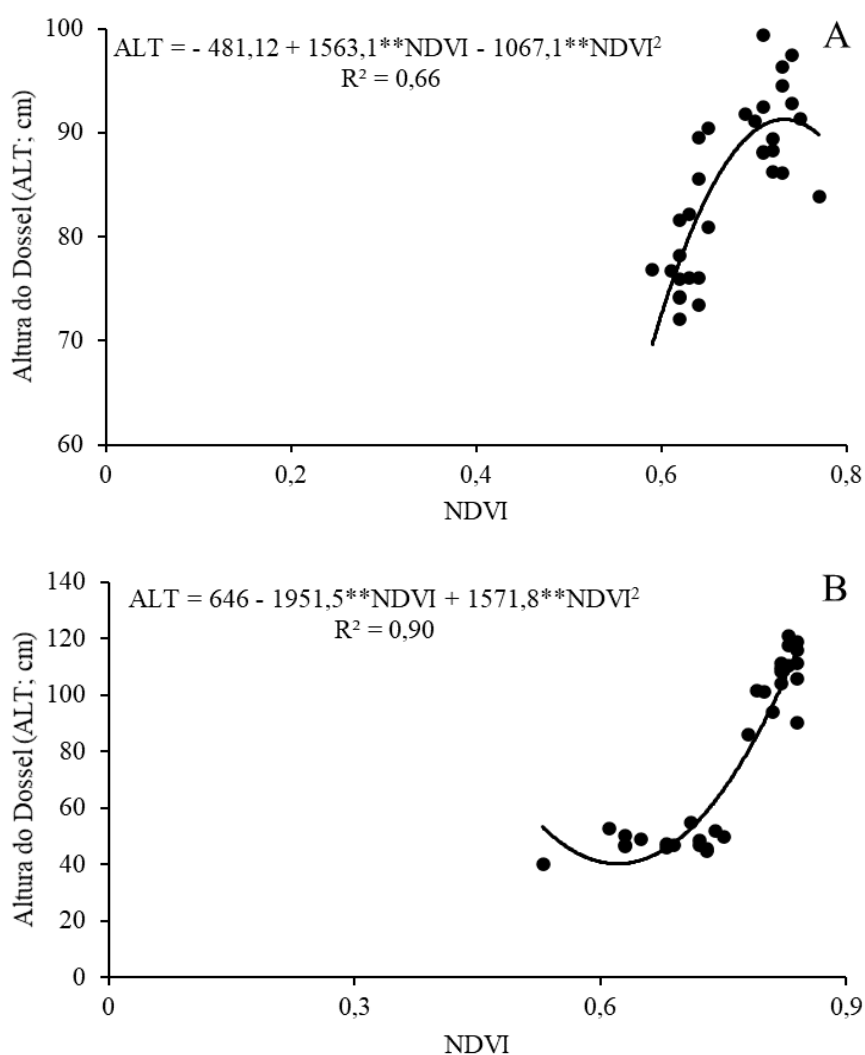 A
ALT = - 481,12 + 1563,1**NDVI - 1067,1**NDVI²
R² = 0,66
Altura do Dossel (ALT; cm)
100
90
80
70
60
0 0,2 0,4 0,6 0,8
NDVI
B
ALT = 646 - 1951,5**NDVI + 1571,8**NDVI²
R² = 0,90
Altura do Dossel (ALT; cm)
140
120
100
80
60
40
20
0
0 0,3 0,6 0,9
NDVI